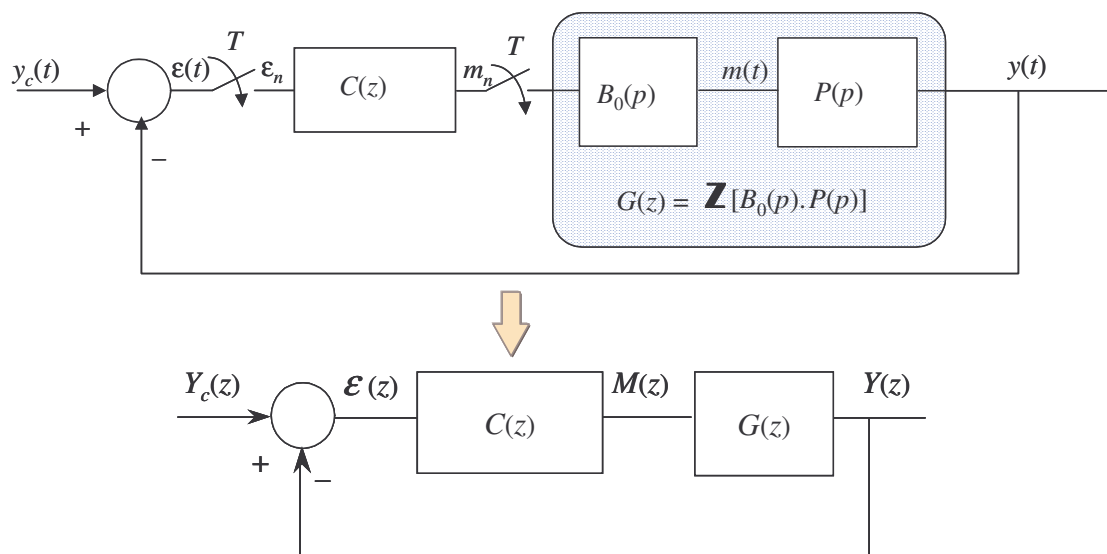 T
T
y_c(t)
ε(t)
ε_n
C(z)
m_n
B_0(p)
m(t)
P(p)
y(t)
+
−
G(z) = ℤ [B_0(p).P(p)]
Y_c(z)
ε (z)
C(z)
M(z)
G(z)
Y(z)
+
−